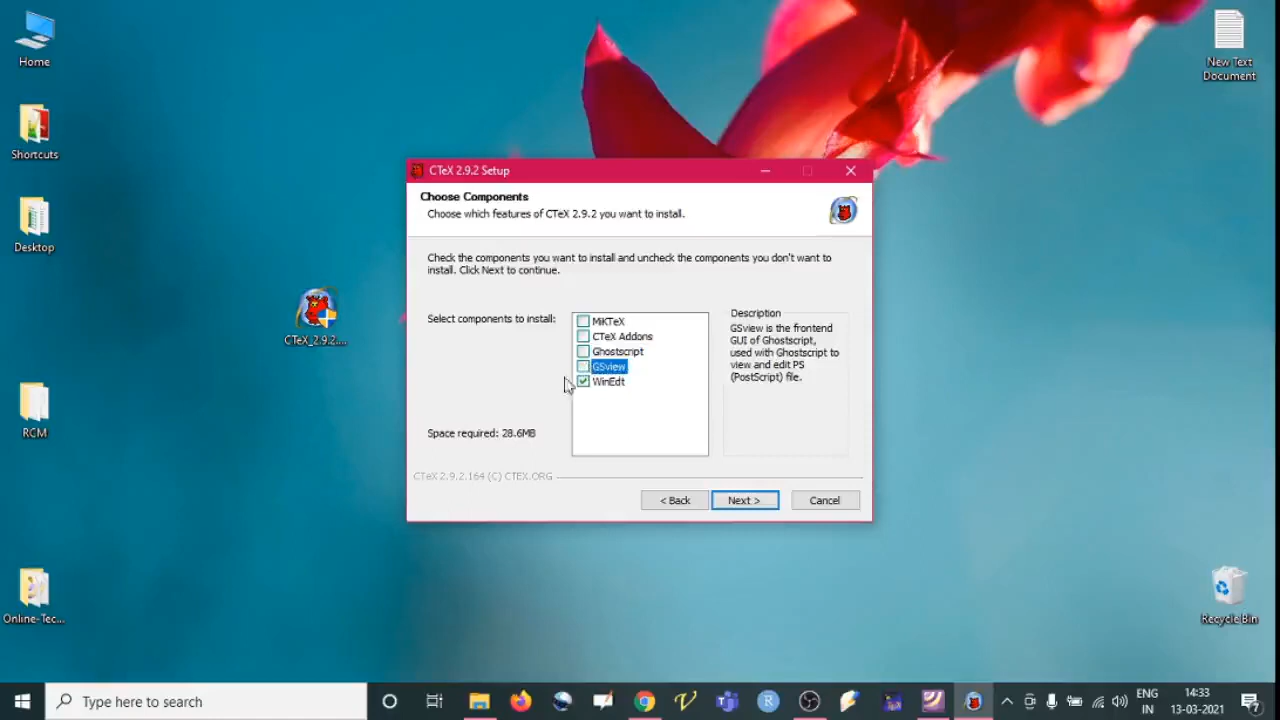 Home
New Text
Document
Shortcuts
Desktop
RCM
Online-Tec...
CTeX_2.9.2....
Recycle Bin
CTeX 2.9.2 Setup
Choose Components
Choose which features of CTeX 2.9.2 you want to install.
Check the components you want to install and uncheck the components you don't want to
install. Click Next to continue.
Select components to install:
MiKTeX
CTeX Addons
Ghostscript
GSview
WinEdt
Description
GSview is the frontend
GUI of Ghostscript,
used with Ghostscript to
view and edit PS
(PostScript) file.
Space required: 28.6MB
CTeX 2.9.2.164 (C) CTEX.ORG
< Back
Next >
Cancel
Type here to search
ENG
IN
14:33
13-03-2021